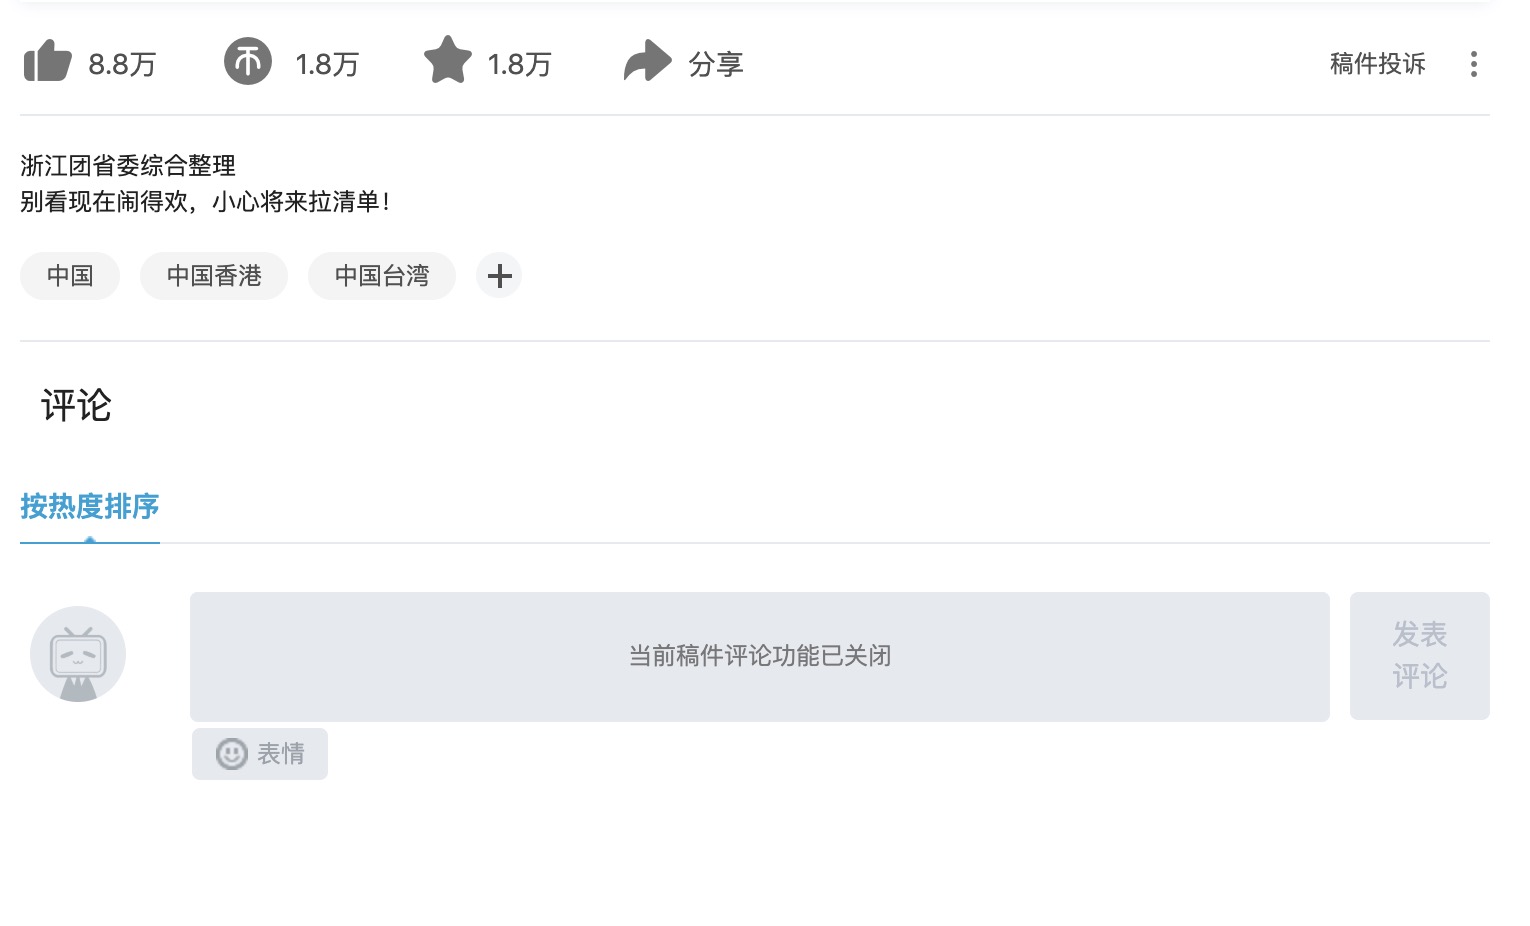 8.8万 1.8万 1.8万 分享 稿件投诉
浙江团省委综合整理
别看现在闹得欢，小心将来拉清单！
中国 中国香港 中国台湾
评论
按热度排序
当前稿件评论功能已关闭
发表
评论
表情